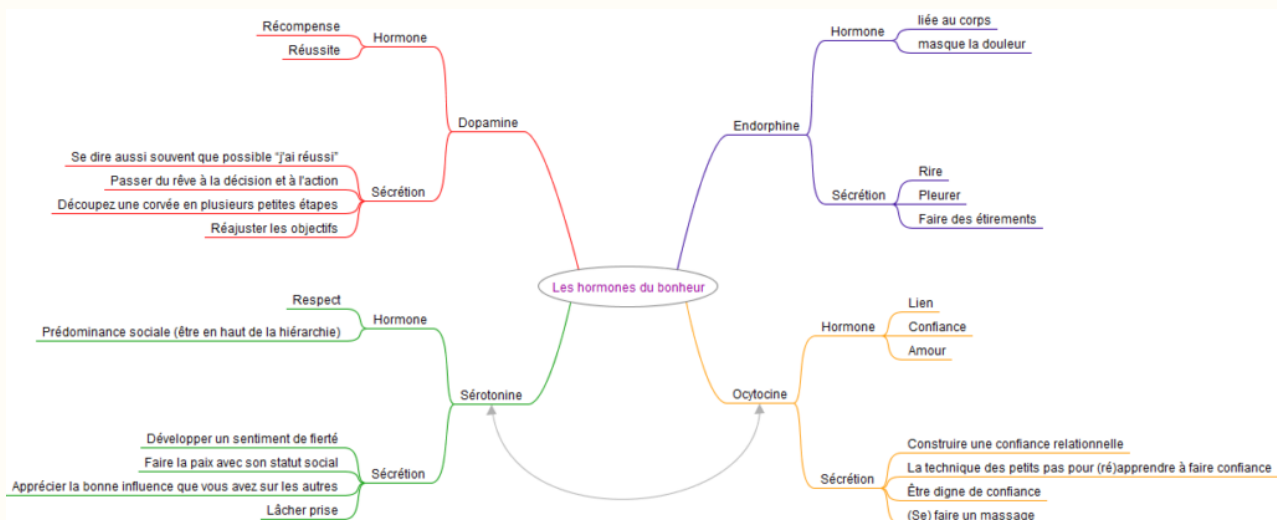 Les hormones du bonheur
Dopamine
Hormone
Récompense
Réussite
Sécrétion
Se dire aussi souvent que possible “j'ai réussi”
Passer du rêve à la décision et à l'action
Découpez une corvée en plusieurs petites étapes
Réajuster les objectifs
Sérotonine
Hormone
Respect
Prédominance sociale (être en haut de la hiérarchie)
Sécrétion
Développer un sentiment de fierté
Faire la paix avec son statut social
Apprécier la bonne influence que vous avez sur les autres
Lâcher prise
Endorphine
Hormone
liée au corps
masque la douleur
Sécrétion
Rire
Pleurer
Faire des étirements
Ocytocine
Hormone
Lien
Confiance
Amour
Sécrétion
Construire une confiance relationnelle
La technique des petits pas pour (ré)apprendre à faire confiance
Être digne de confiance
(Se) faire un massage